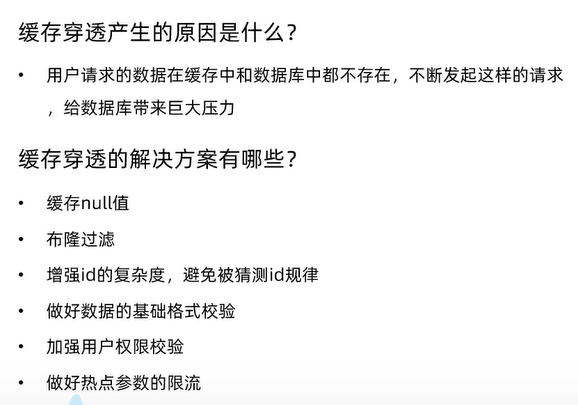 缓存穿透产生的原因是什么？
• 用户请求的数据在缓存中和数据库中都不存在，不断发起这样的请求
，给数据库带来巨大压力
缓存穿透的解决方案有哪些？
• 缓存null值
• 布隆过滤
• 增强id的复杂度，避免被猜测id规律
• 做好数据的基础格式校验
• 加强用户权限校验
• 做好热点参数的限流